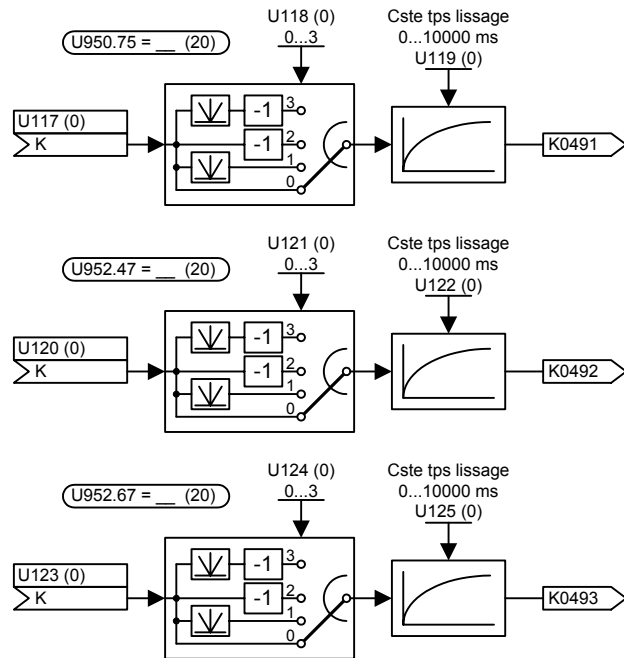 U118 (0)
0...3
Cste tps lissage
0...10000 ms
U119 (0)
U950.75 = __ (20)
U117 (0)
K
-1
3
-1
2
1
0
K0491
U121 (0)
0...3
Cste tps lissage
0...10000 ms
U122 (0)
U952.47 = __ (20)
U120 (0)
K
-1
3
-1
2
1
0
K0492
U124 (0)
0...3
Cste tps lissage
0...10000 ms
U125 (0)
U952.67 = __ (20)
U123 (0)
K
-1
3
-1
2
1
0
K0493